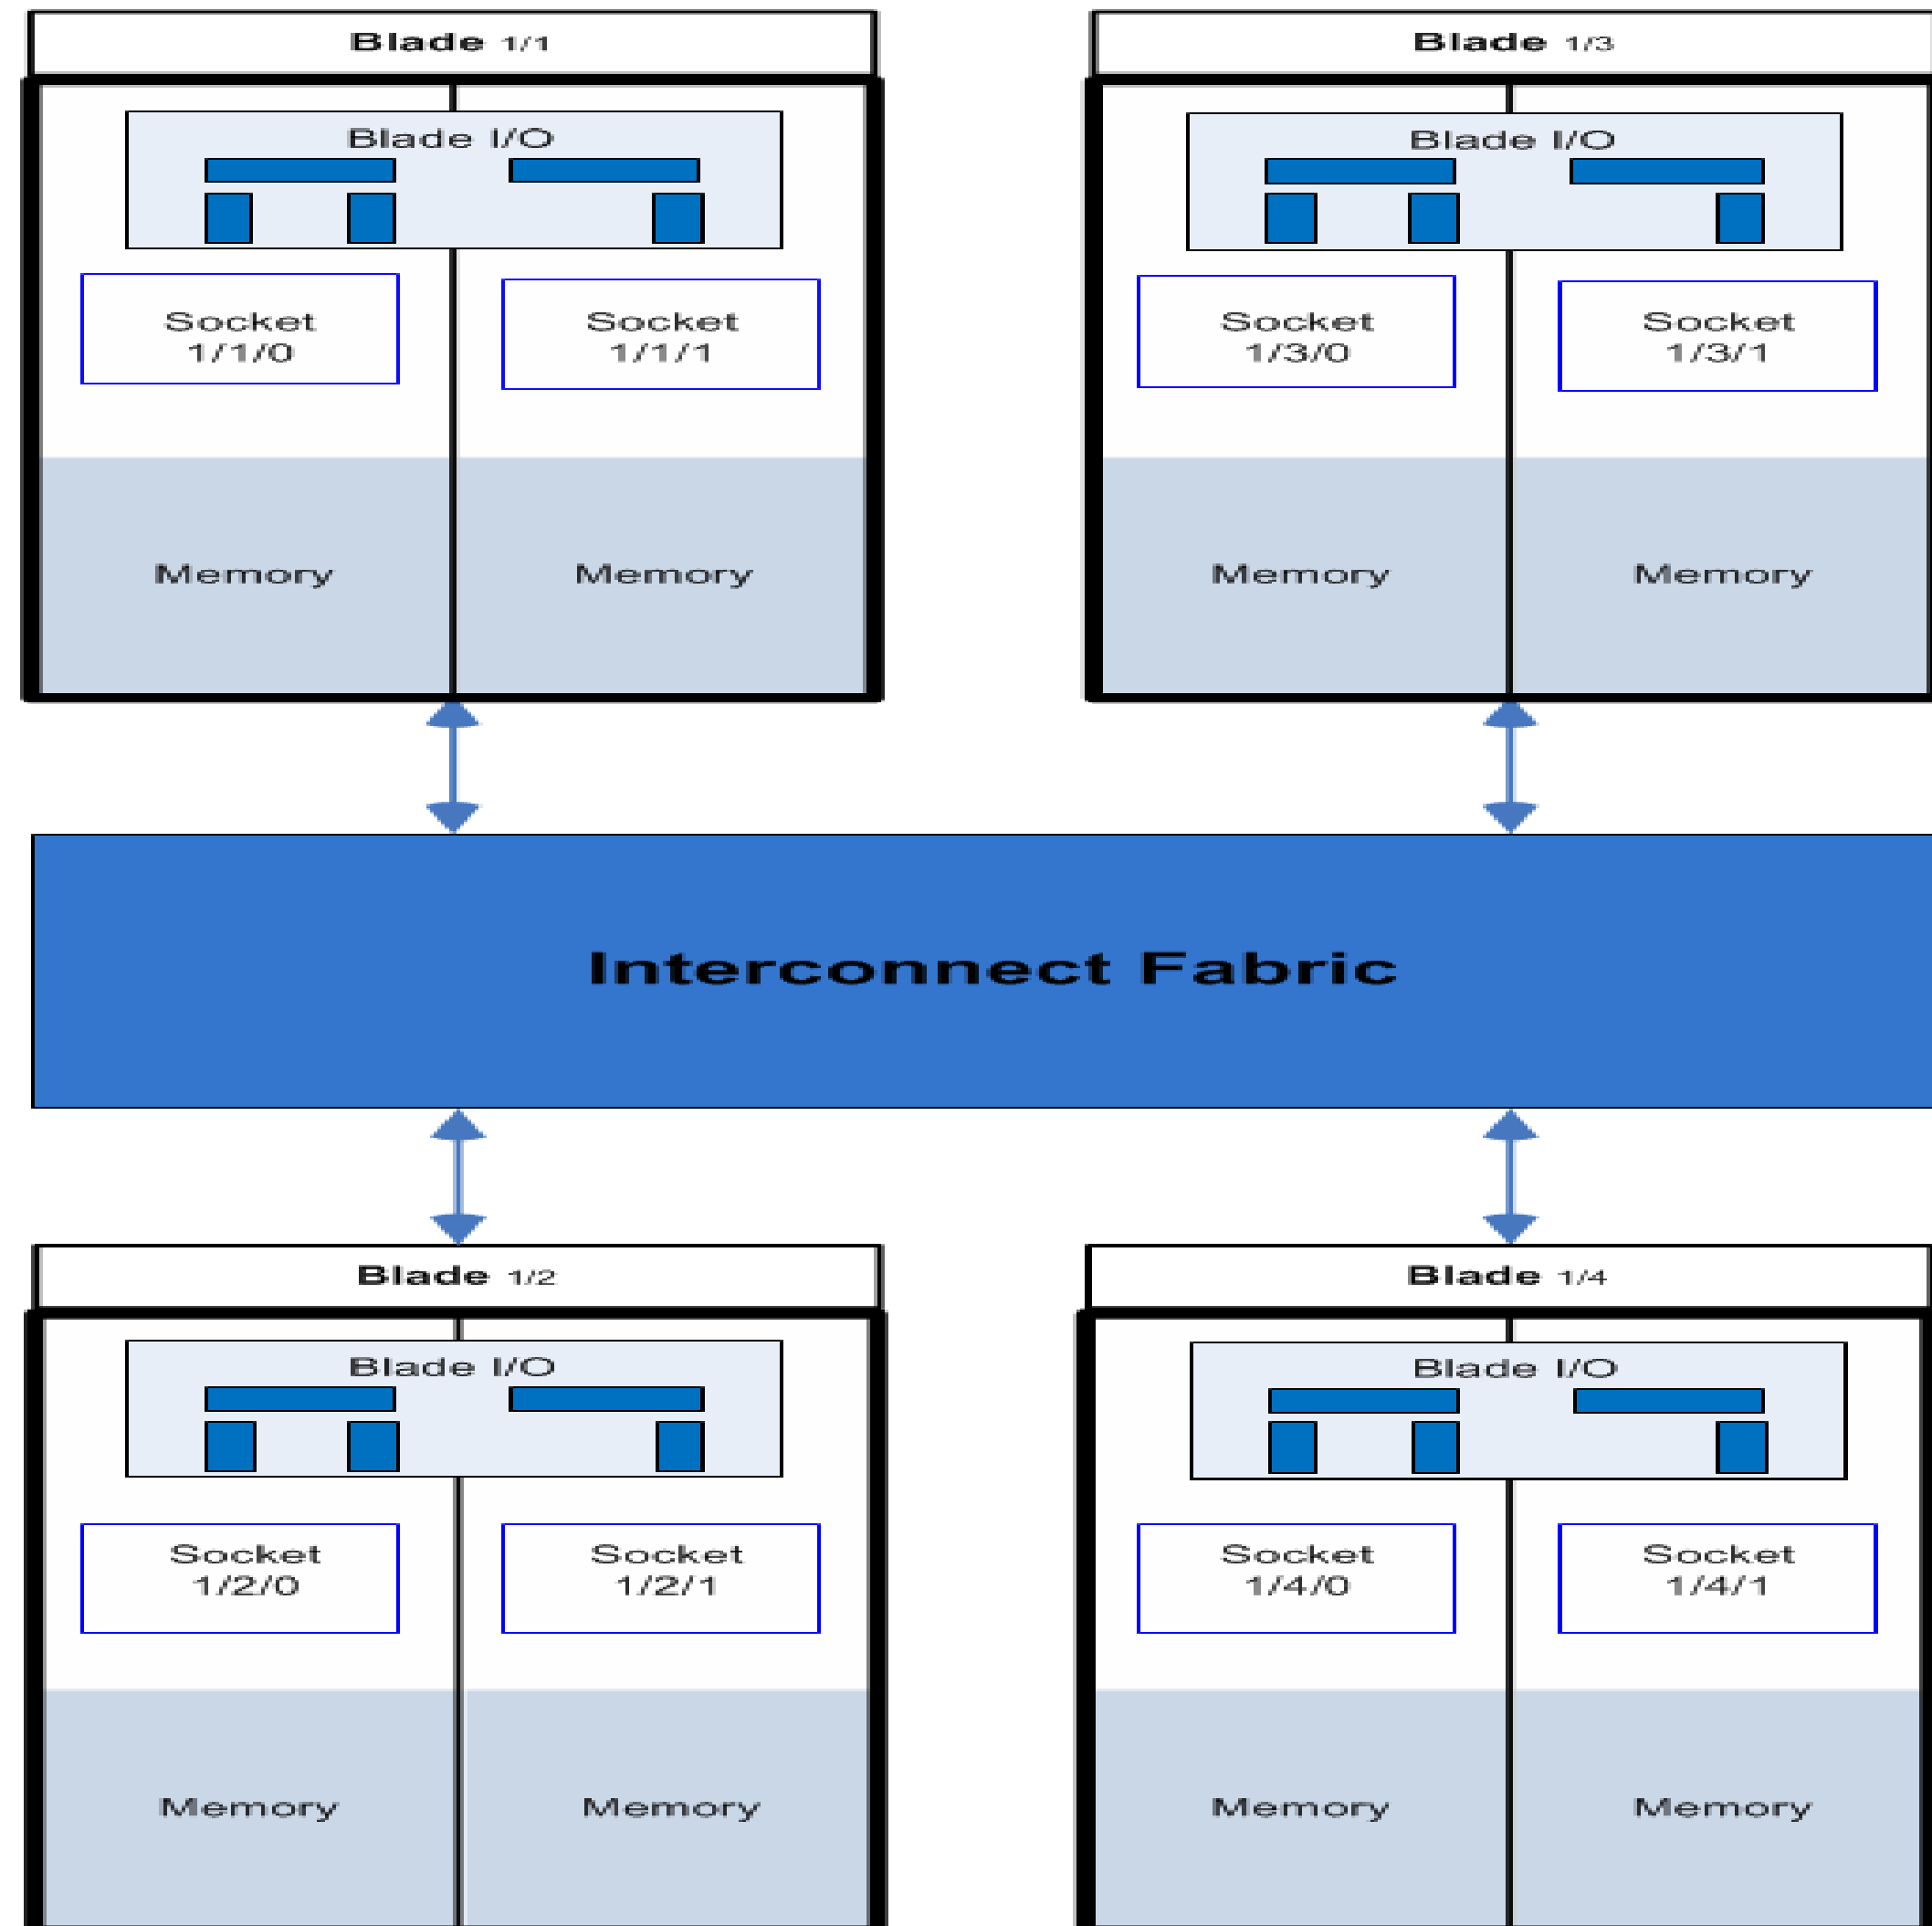 Blade 1/1
Blade I/O
Socket
1/1/0
Socket
1/1/1
Memory
Memory
Blade 1/3
Blade I/O
Socket
1/3/0
Socket
1/3/1
Memory
Memory
Interconnect Fabric
Blade 1/2
Blade I/O
Socket
1/2/0
Socket
1/2/1
Memory
Memory
Blade 1/4
Blade I/O
Socket
1/4/0
Socket
1/4/1
Memory
Memory